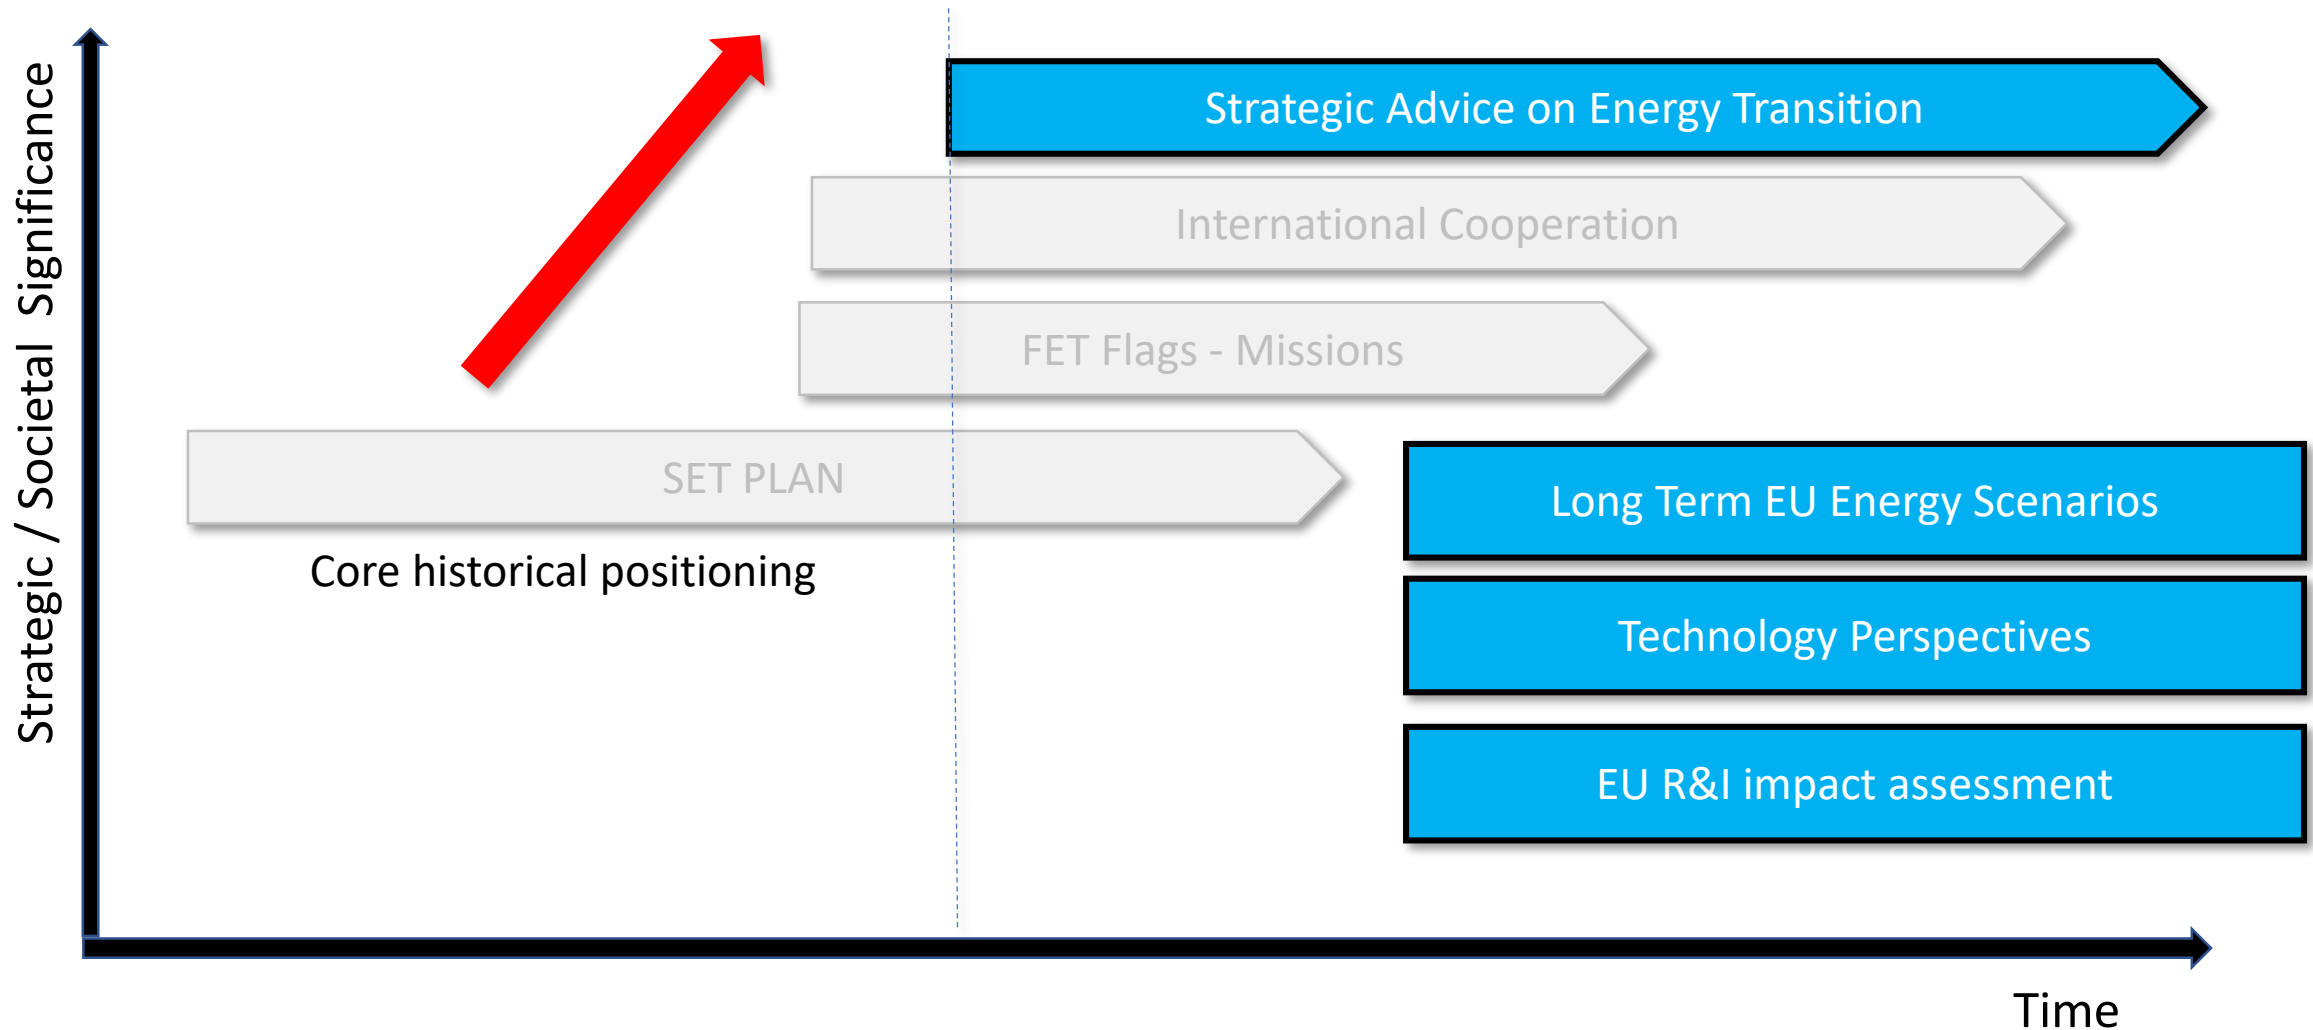 Strategic / Societal Significance
Strategic Advice on Energy Transition
International Cooperation
FET Flags - Missions
SET PLAN
Core historical positioning
Long Term EU Energy Scenarios
Technology Perspectives
EU R&I impact assessment
Time